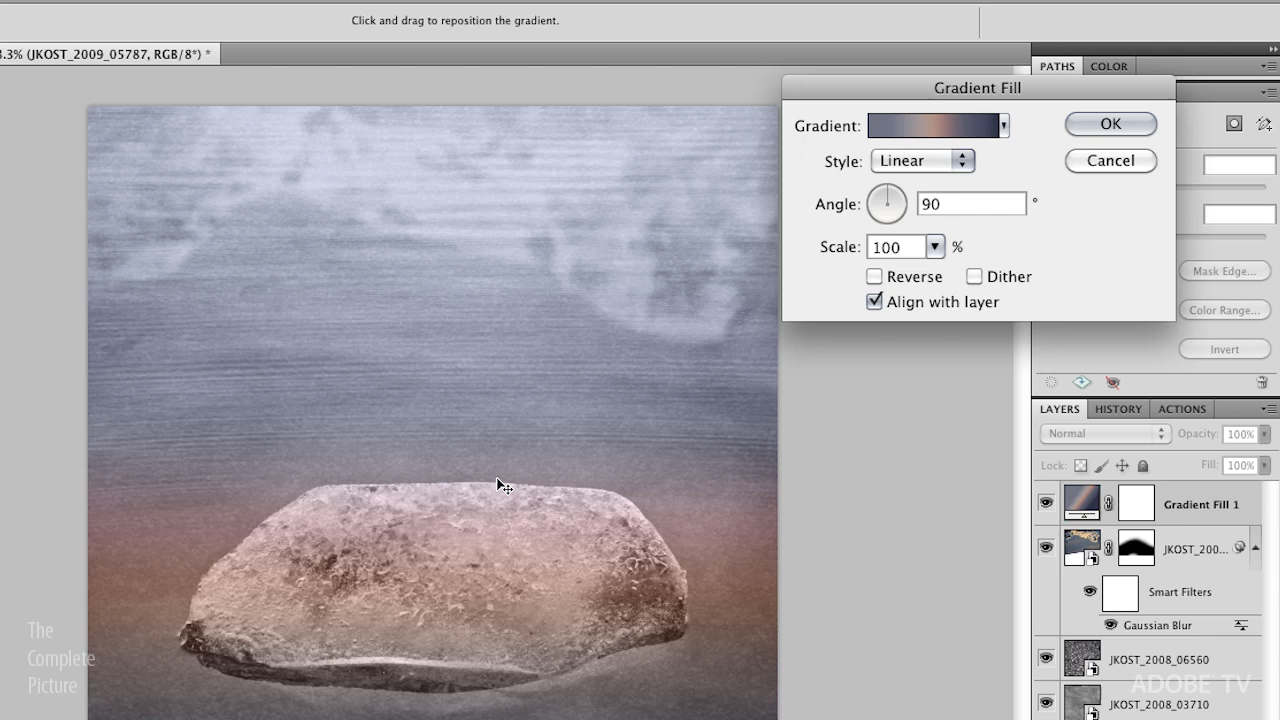 Click and drag to reposition the gradient.
8.3% (JKOST_2009_05787, RGB/8*) *
PATHS
COLOR
Gradient Fill
Gradient:
OK
Style: Linear
Cancel
Angle: 90 °
Scale: 100 %
Reverse
Dither
Align with layer
Mask Edge...
Color Range...
Invert
LAYERS
HISTORY
ACTIONS
Normal
Opacity: 100%
Lock:
Fill: 100%
Gradient Fill 1
JKOST_200...
Smart Filters
Gaussian Blur
JKOST_2008_06560
JKOST_2008_03710
The
Complete
Picture
ADOBE® TV